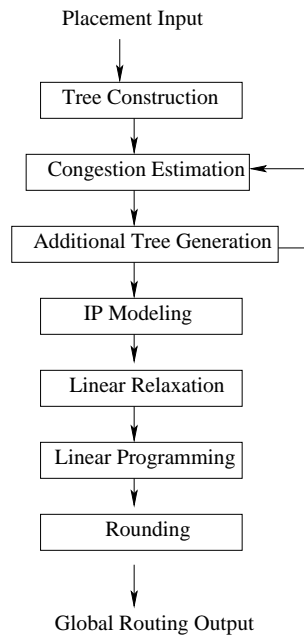 Placement Input
Tree Construction
Congestion Estimation
Additional Tree Generation
IP Modeling
Linear Relaxation
Linear Programming
Rounding
Global Routing Output